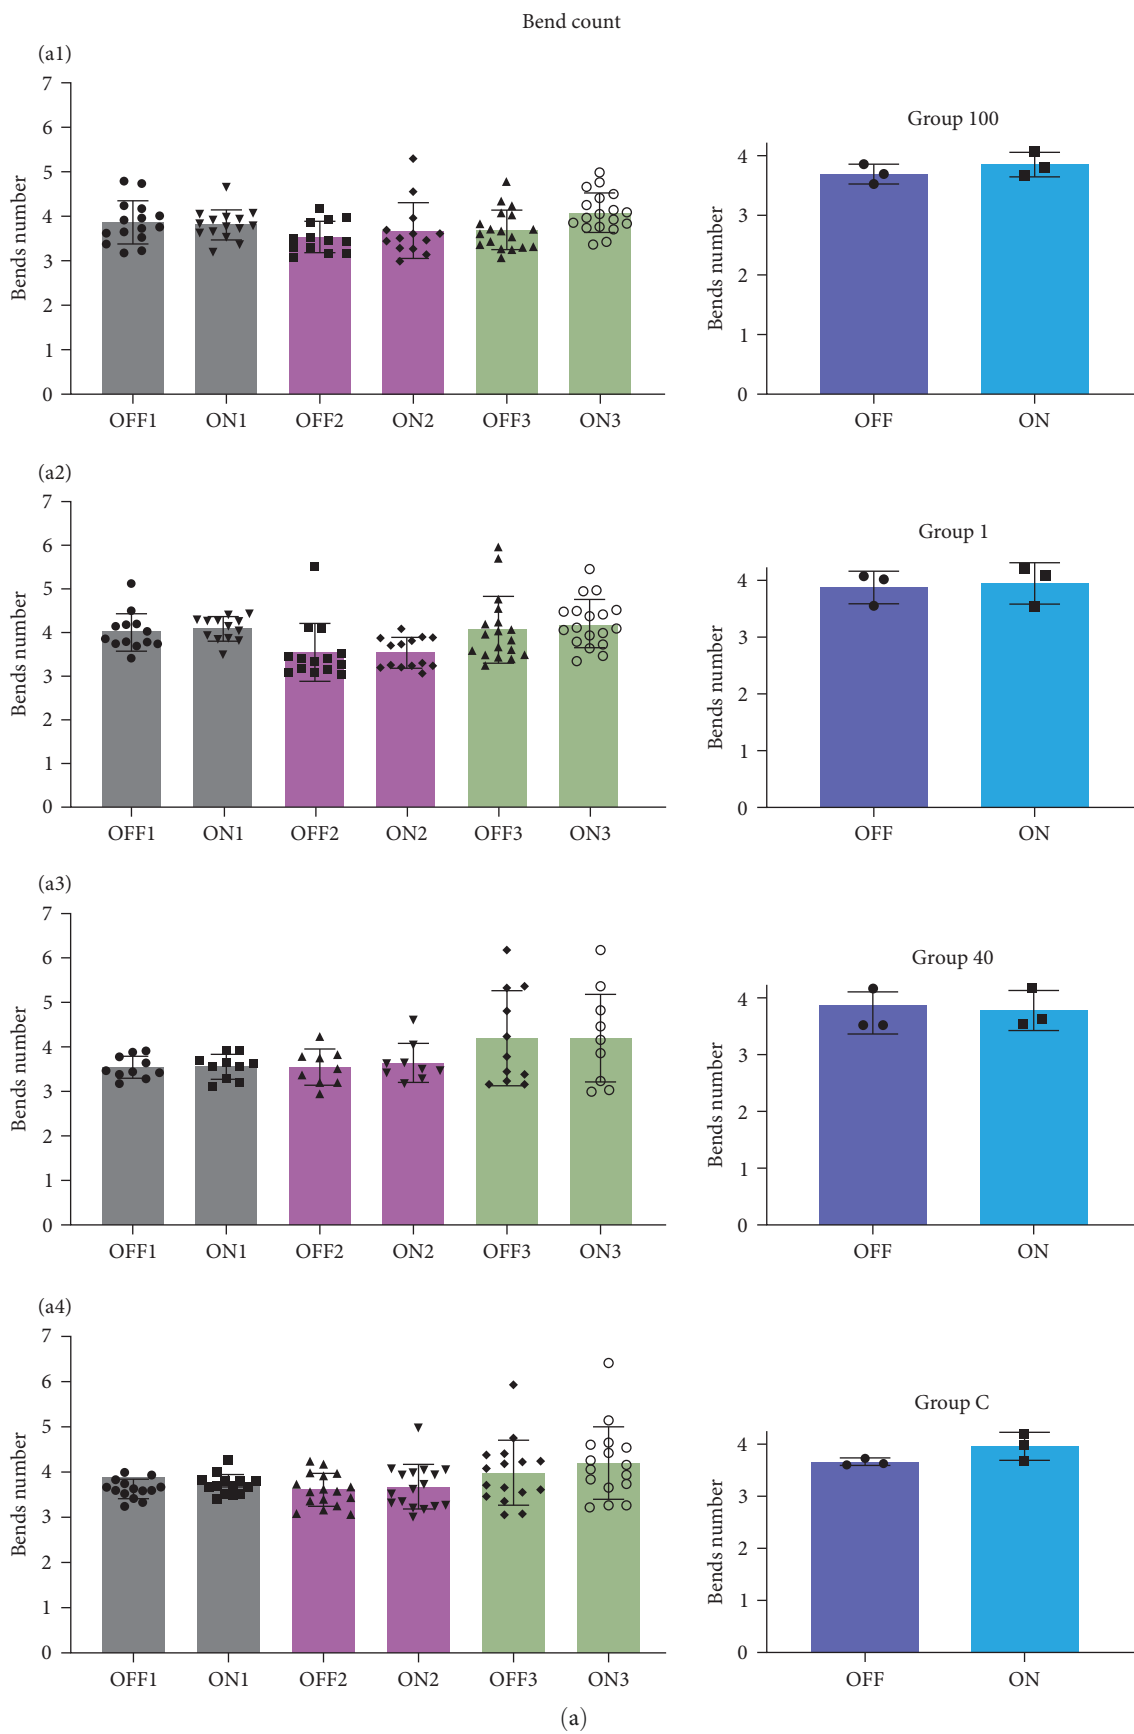 Bend count
(a1)
Bends number
7
6
5
4
3
2
1
0
OFF1 ON1 OFF2 ON2 OFF3 ON3
Group 100
Bends number
4
3
2
1
0
OFF ON
(a2)
Bends number
7
6
5
4
3
2
1
0
OFF1 ON1 OFF2 ON2 OFF3 ON3
Group 1
Bends number
4
3
2
1
0
OFF ON
(a3)
Bends number
7
6
5
4
3
2
1
0
OFF1 ON1 OFF2 ON2 OFF3 ON3
Group 40
Bends number
4
3
2
1
0
OFF ON
(a4)
Bends number
7
6
5
4
3
2
1
0
OFF1 ON1 OFF2 ON2 OFF3 ON3
Group C
Bends number
4
3
2
1
0
OFF ON
(a)